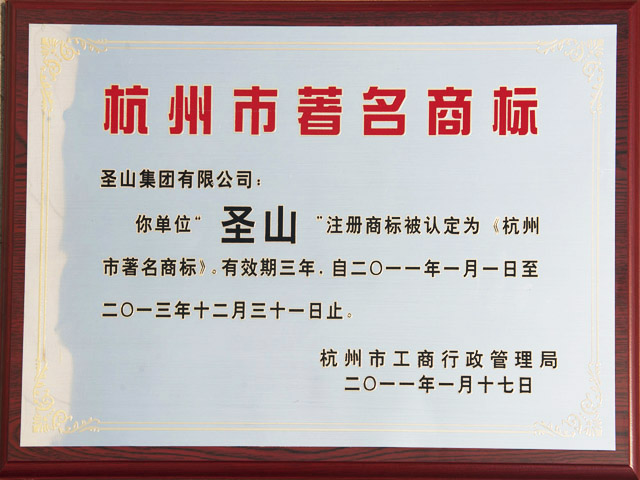 杭州市著名商标
圣山集团有限公司：
你单位“圣山”注册商标被认定为《杭州
市著名商标》。有效期三年，自二〇一一年一月一日至
二〇一三年十二月三十一日止。
杭州市工商行政管理局
二〇一一年一月十七日